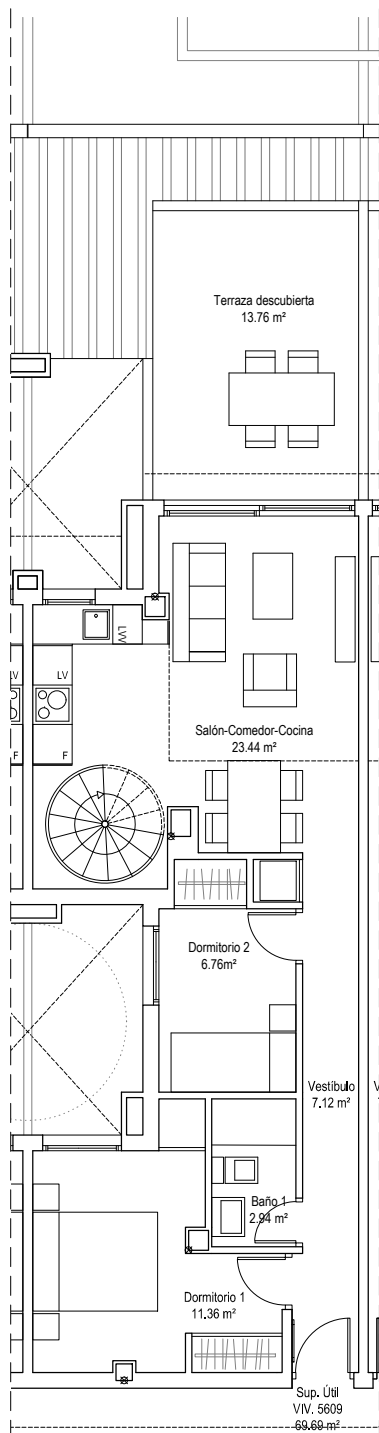 Terraza descubierta
13.76 m²
LVV
LV
LV
F
F
Salón-Comedor-Cocina
23.44 m²
Dormitorio 2
6.76m²
Vestíbulo
7.12 m²
V
Baño 1
2.94 m²
Dormitorio 1
11.36 m²
Sup. Útil
VIV. 5609
69.69 m²